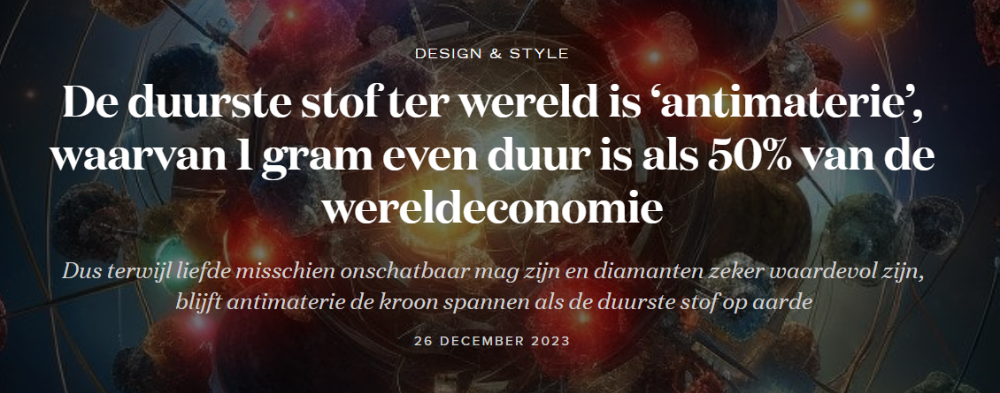 DESIGN & STYLE
De duurste stof ter wereld is ‘antimaterie’,
waarvan 1 gram even duur is als 50% van de
wereldeconomie
Dus terwijl liefde misschien onschatbaar mag zijn en diamanten zeker waardevol zijn,
blijft antimaterie de kroon spannen als de duurste stof op aarde
26 DECEMBER 2023